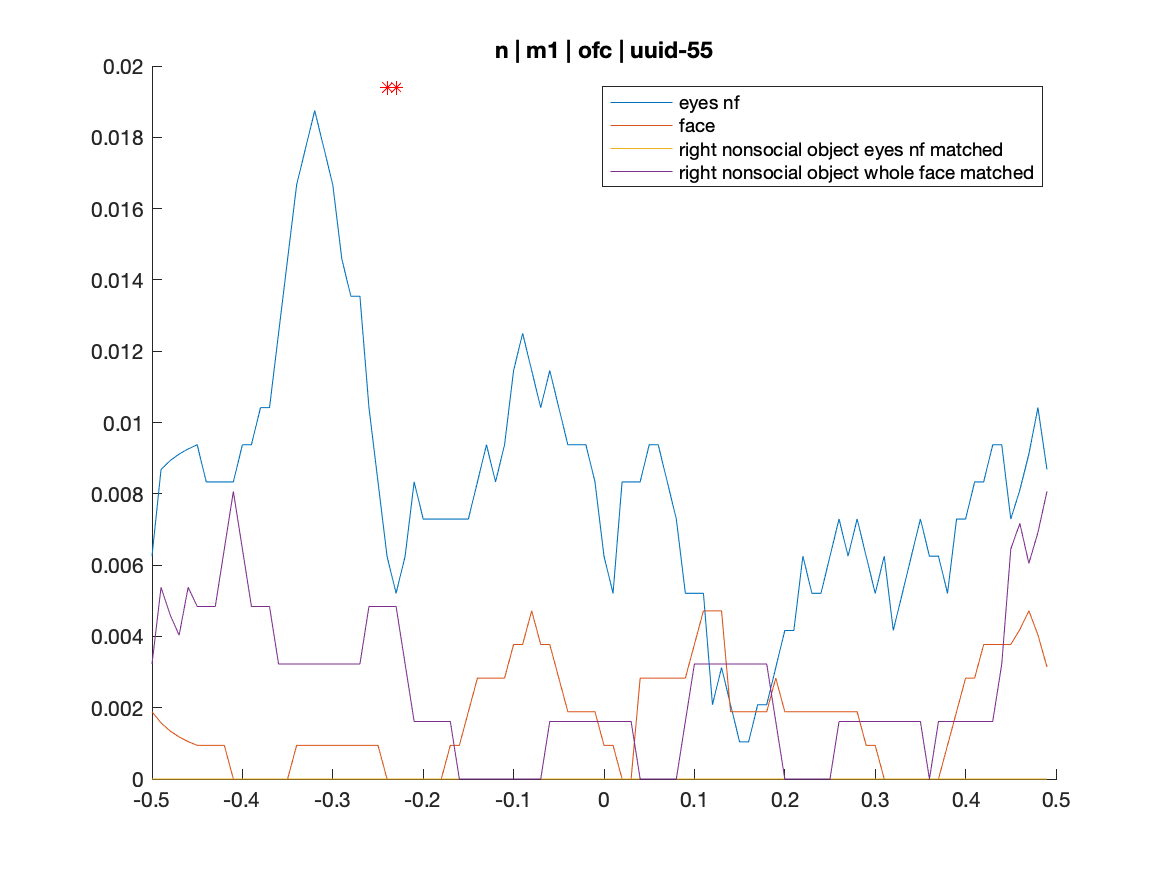 n | m1 | ofc | uuid-55
eyes nf
face
right nonsocial object eyes nf matched
right nonsocial object whole face matched
0.02
0.018
0.016
0.014
0.012
0.01
0.008
0.006
0.004
0.002
0
-0.5 -0.4 -0.3 -0.2 -0.1 0 0.1 0.2 0.3 0.4 0.5